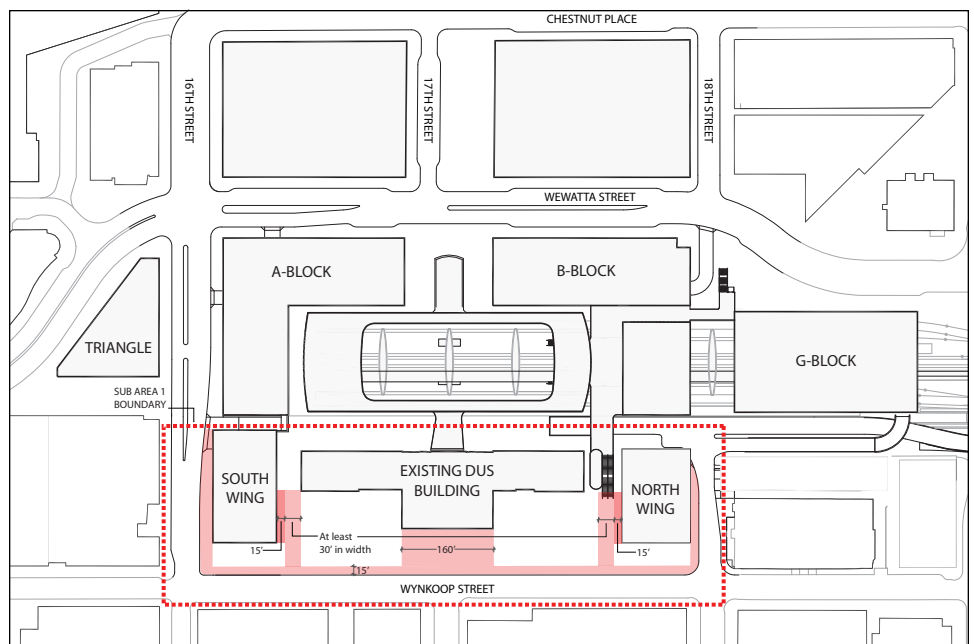 CHESTNUT PLACE
16TH STREET
17TH STREET
18TH STREET
WEWATTA STREET
A-BLOCK
B-BLOCK
TRIANGLE
G-BLOCK
SUB AREA 1
BOUNDARY
SOUTH
WING
EXISTING DUS
BUILDING
NORTH
WING
At least
30' in width
15'
160'
15'
15'
WYNKOOP STREET